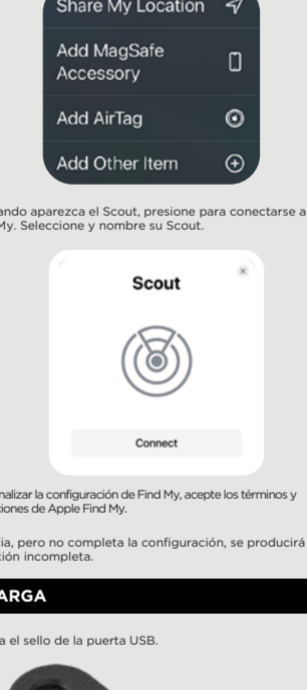 Share My Location
Add MagSafe
Accessory
Add AirTag
Add Other Item
ando aparezca el Scout, presione para conectarse a
My. Seleccione y nombre su Scout.
Scout
Connect
nalizar la configuración de Find My, acepte los términos y
ciones de Apple Find My.
ia, pero no completa la configuración, se producirá
ción incompleta.
ARGA
a el sello de la puerta USB.